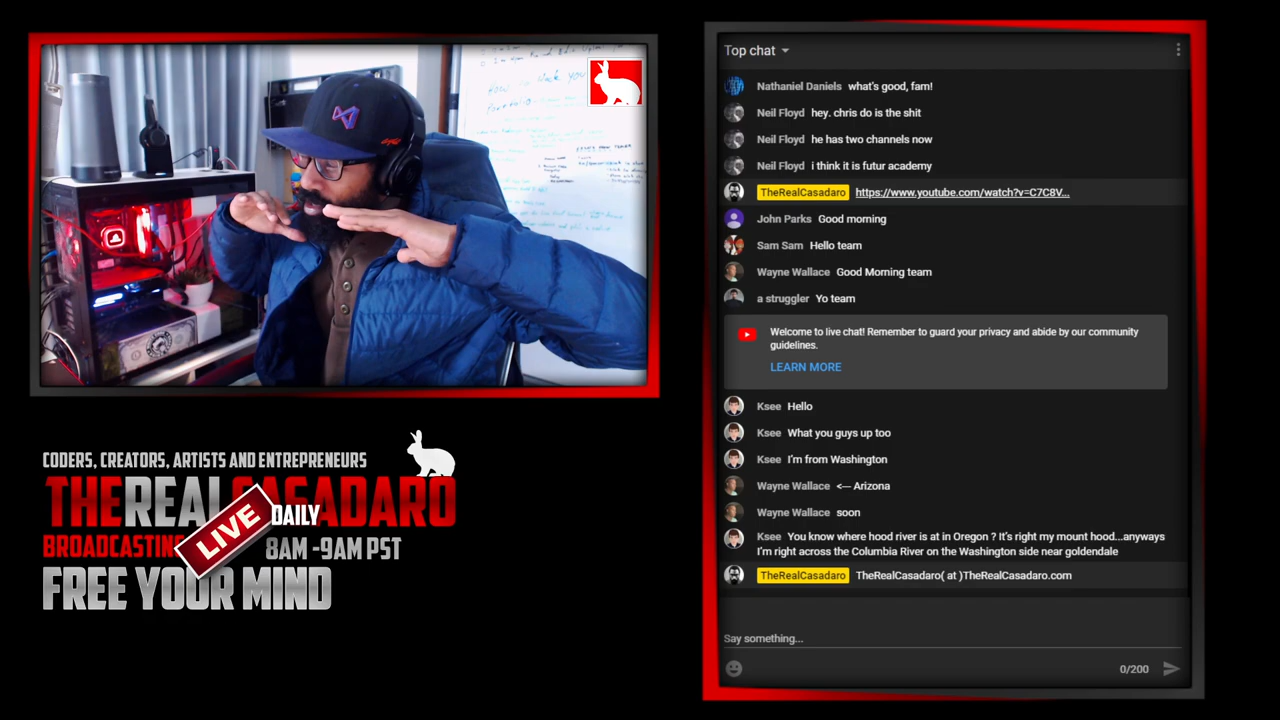 Top chat
Nathaniel Daniels what's good, fam!
Neil Floyd hey. chris do is the shit
Neil Floyd he has two channels now
Neil Floyd i think it is futur academy
TheRealCasadaro https://www.youtube.com/watch?v=C7C8V...
John Parks Good morning
Sam Sam Hello team
Wayne Wallace Good Morning team
a struggler Yo team
Welcome to live chat! Remember to guard your privacy and abide by our community
guidelines.
LEARN MORE
Ksee Hello
Ksee What you guys up too
Ksee I'm from Washington
Wayne Wallace <--- Arizona
Wayne Wallace soon
Ksee You know where hood river is at in Oregon ? It's right my mount hood...anyways
I'm right across the Columbia River on the Washington side near goldendale
TheRealCasadaro TheRealCasadaro( at )TheRealCasadaro.com
Say something...
0/200
CODERS, CREATORS, ARTISTS AND ENTREPRENEURS
THEREALCASADARO
LIVE
DAILY
BROADCASTING 8AM -9AM PST
FREE YOUR MIND